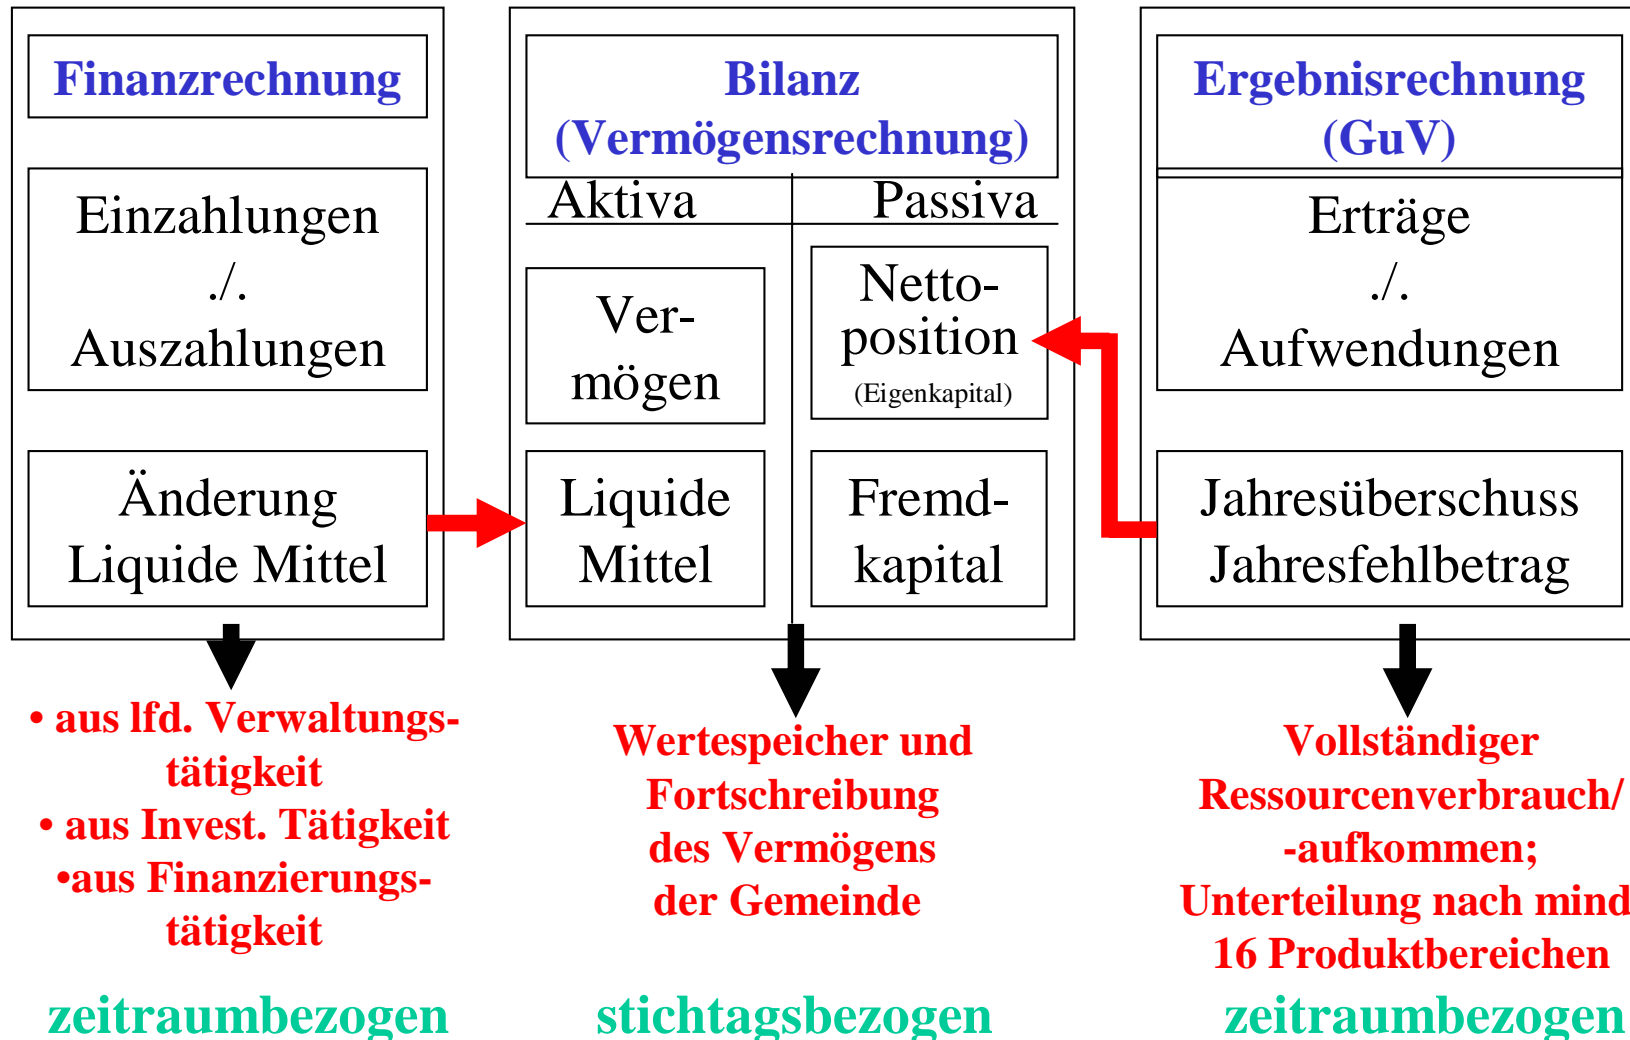 Finanzrechnung
Einzahlungen
./.
Auszahlungen
Änderung
Liquide Mittel
• aus lfd. Verwaltungs-
tätigkeit
• aus Invest. Tätigkeit
•aus Finanzierungs-
tätigkeit
zeitraumbezogen
Bilanz
(Vermögensrechnung)
Aktiva
Passiva
Ver-
mögen
Netto-
position
(Eigenkapital)
Liquide
Mittel
Fremd-
kapital
Wertespeicher und
Fortschreibung
des Vermögens
der Gemeinde
stichtagsbezogen
Ergebnisrechnung
(GuV)
Erträge
./.
Aufwendungen
Jahresüberschuss
Jahresfehlbetrag
Vollständiger
Ressourcenverbrauch/
-aufkommen;
Unterteilung nach mind
16 Produktbereichen
zeitraumbezogen